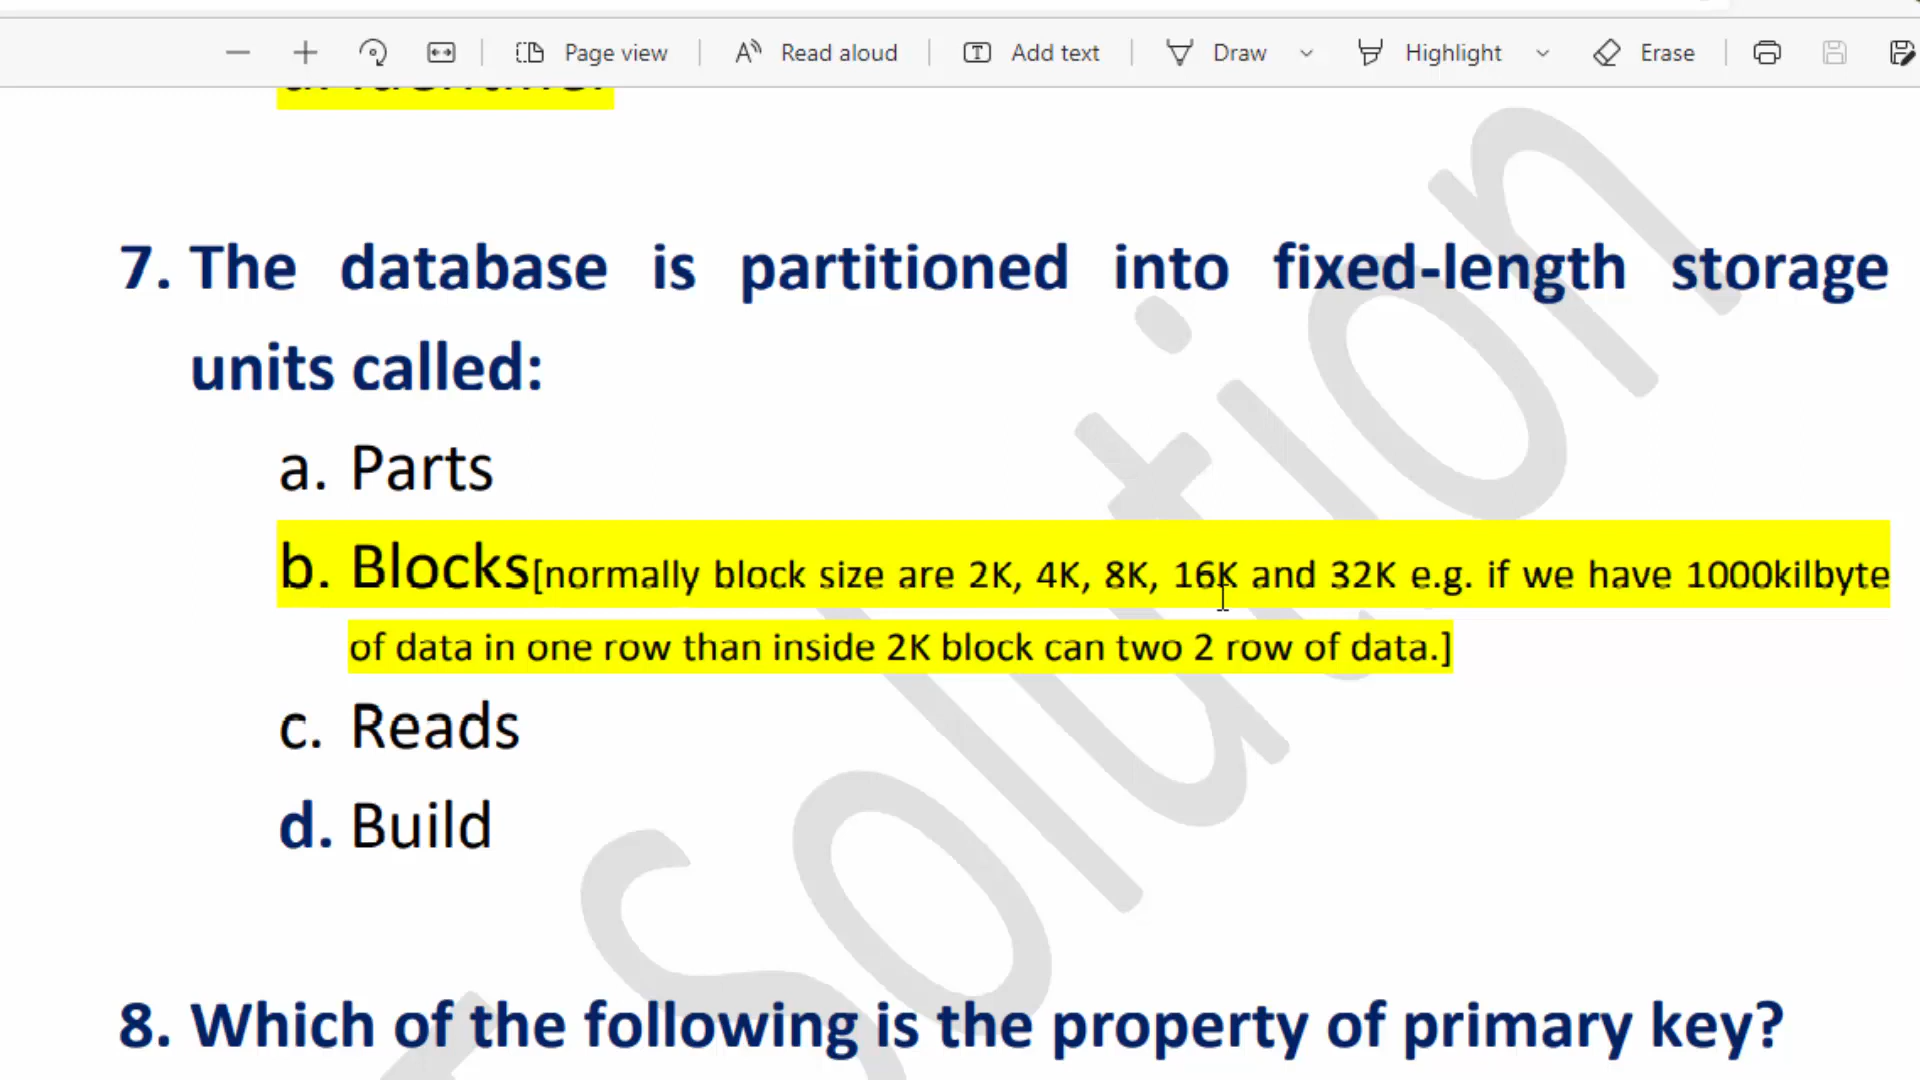 Page view Read aloud Add text Draw Highlight Erase
7. The database is partitioned into fixed-length storage
units called:
a. Parts
b. Blocks[normally block size are 2K, 4K, 8K, 16K and 32K e.g. if we have 1000kilbyte
of data in one row than inside 2K block can two 2 row of data.]
c. Reads
d. Build
8. Which of the following is the property of primary key?
Solution